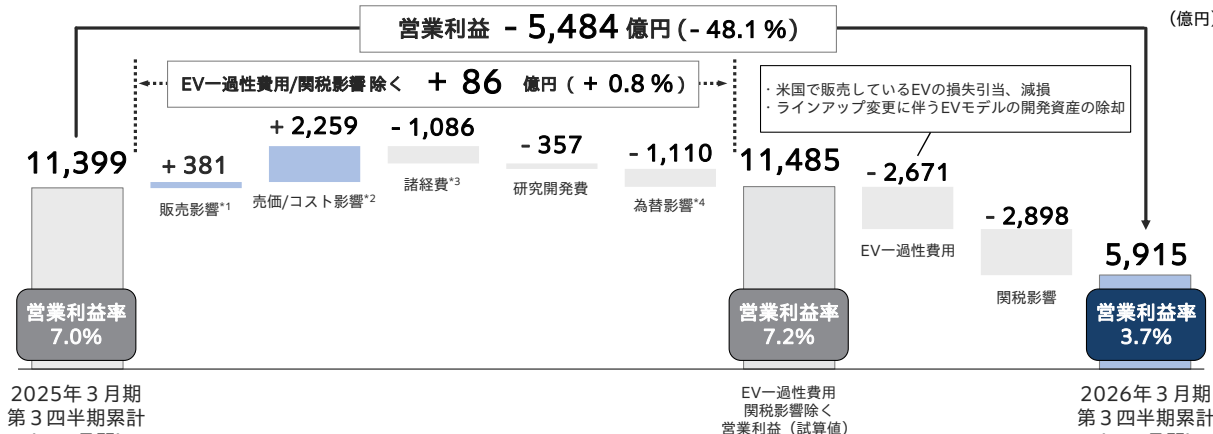 (億円)
営業利益 - 5,484 億円 (- 48.1 %)
EV一過性費用/関税影響 除く + 86 億円 ( + 0.8 % )
・米国で販売しているEVの損失引当、減損
・ラインアップ変更に伴うEVモデルの開発資産の除却
11,399
+ 381
販売影響*1
+ 2,259
売価/コスト影響*2
- 1,086
諸経費*3
- 357
研究開発費
- 1,110
為替影響*4
11,485
- 2,671
EV一過性費用
- 2,898
関税影響
5,915
営業利益率
7.0%
営業利益率
7.2%
営業利益率
3.7%
2025年3月期
第3四半期累計
EV一過性費用
関税影響除く
営業利益(試算値)
2026年3月期
第3四半期累計